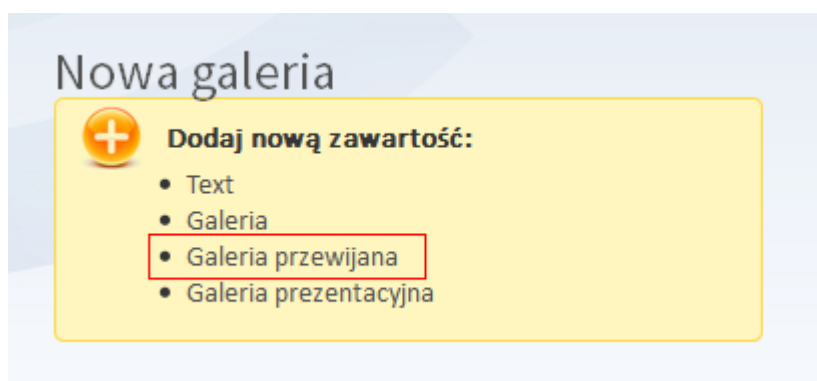 Nowa galeria
Dodaj nową zawartość:
Text
Galeria
Galeria przewijana
Galeria prezentacyjna